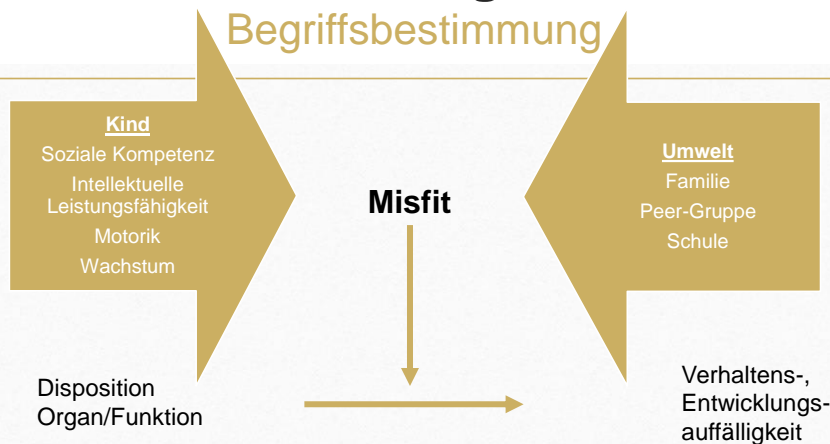 Begriffsbestimmung
Kind
Soziale Kompetenz
Intellektuelle
Leistungsfähigkeit
Motorik
Wachstum
Misfit
Umwelt
Familie
Peer-Gruppe
Schule
Disposition
Organ/Funktion
Verhaltens-,
Entwicklungs-
auffälligkeit